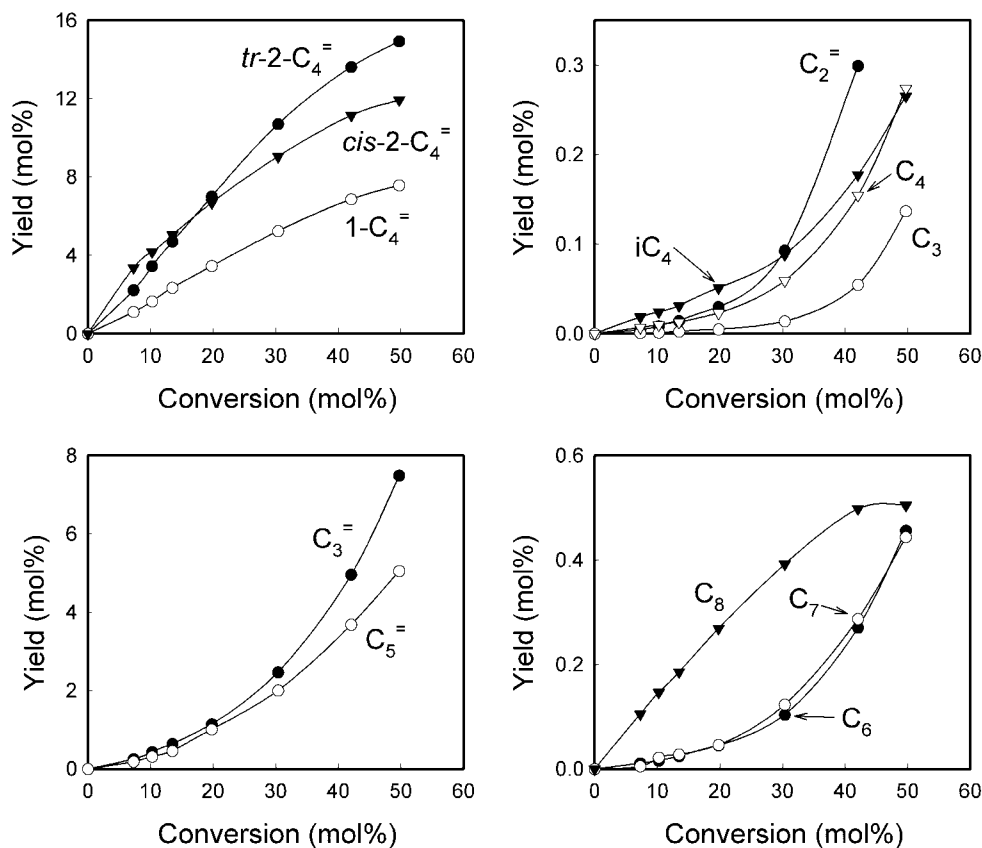 Yield (mol%)
16
12
8
4
0
tr-2-C₄⁼
cis-2-C₄⁼
1-C₄⁼
0 10 20 30 40 50 60
Conversion (mol%)
Yield (mol%)
0.3
0.2
0.1
0.0
C₂⁼
C₄
iC₄
C₃
0 10 20 30 40 50 60
Conversion (mol%)
Yield (mol%)
8
6
4
2
0
C₃⁼
C₅⁼
0 10 20 30 40 50 60
Conversion (mol%)
Yield (mol%)
0.6
0.4
0.2
0.0
C₈
C₇
C₆
0 10 20 30 40 50 60
Conversion (mol%)